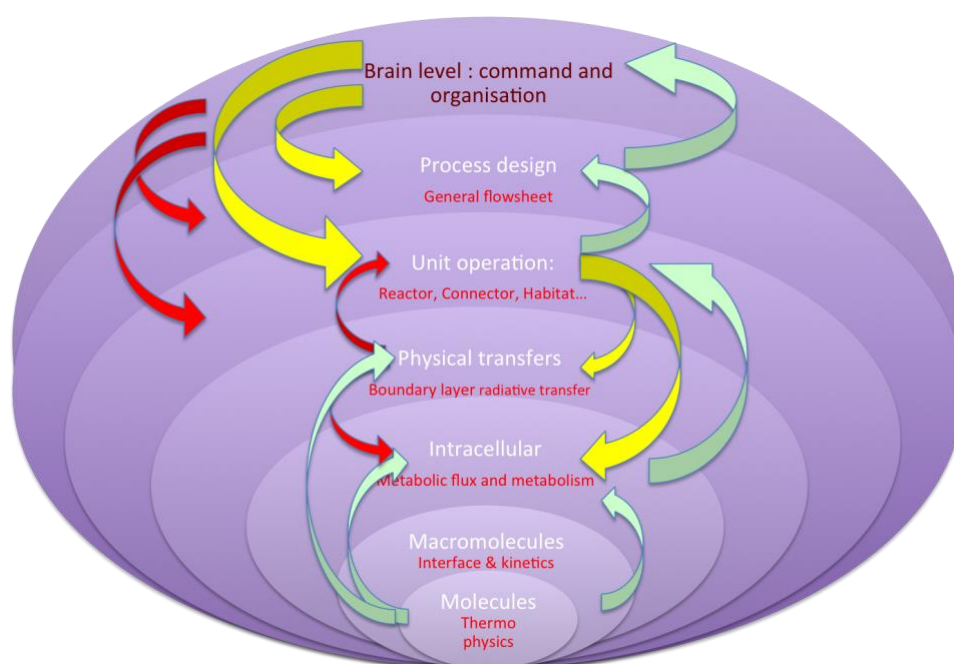 Brain level : command and
organisation
Process design
General flowsheet
Unit operation:
Reactor, Connector, Habitat...
Physical transfers
Boundary layer radiative transfer
Intracellular
Metabolic flux and metabolism
Macromolecules
Interface & kinetics
Molecules
Thermo
physics